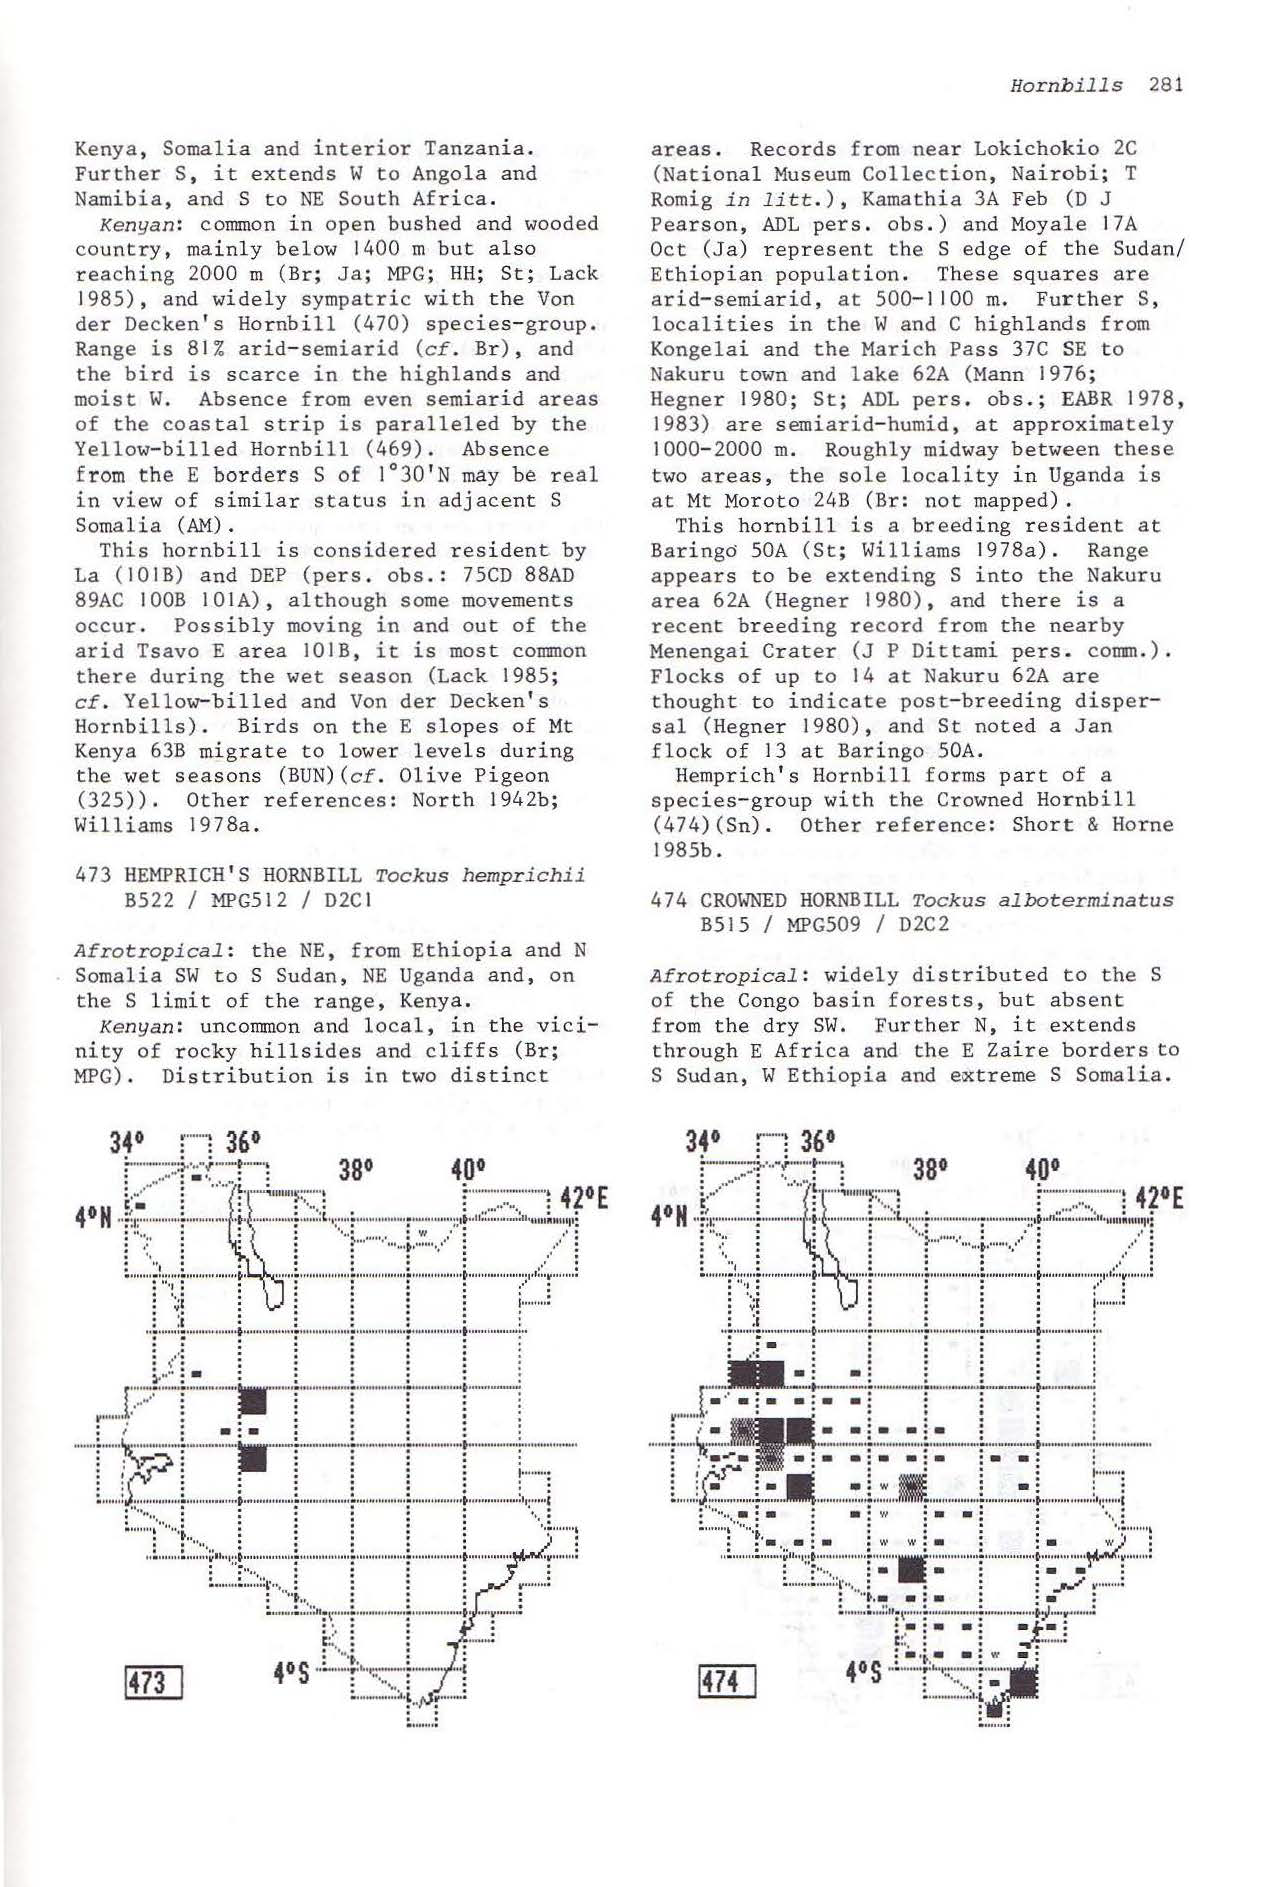 Hornbills 281
Kenya, Somalia and interior Tanzania.
Further S, it extends W to Angola and
Namibia, and S to NE South Africa.
Kenyan: common in open bushed and wooded
country, mainly below 1400 m but also
reaching 2000 m (Br; Ja; MPG; HH; St; Lack
1985), and widely sympatric with the Von
der Decken's Hornbill (470) species-group.
Range is 81% arid-semiarid (cf. Br), and
the bird is scarce in the highlands and
moist W. Absence from even semiarid areas
of the coastal strip is paralleled by the
Yellow-billed Hornbill (469). Absence
from the E borders S of 1°30'N may be real
in view of similar status in adjacent S
Somalia (AM).
This hornbill is considered resident by
La (101B) and DEP (pers. obs.: 75CD 88AD
89AC 100B 101A), although some movements
occur. Possibly moving in and out of the
arid Tsavo E area 101B, it is most common
there during the wet season (Lack 1985;
cf. Yellow-billed and Von der Decken's
Hornbills). Birds on the E slopes of Mt
Kenya 63B migrate to lower levels during
the wet seasons (BUN)(cf. Olive Pigeon
(325)). Other references: North 1942b;
Williams 1978a.
473 HEMPRICH'S HORNBILL Tockus hemprichii
B522 / MPG512 / D2C1
Afrotropical: the NE, from Ethiopia and N
Somalia SW to S Sudan, NE Uganda and, on
the S limit of the range, Kenya.
Kenyan: uncommon and local, in the vici-
nity of rocky hillsides and cliffs (Br;
MPG). Distribution is in two distinct
areas. Records from near Lokichokio 2C
(National Museum Collection, Nairobi; T
Romig in litt.), Kamathia 3A Feb (D J
Pearson, ADL pers. obs.) and Moyale 17A
Oct (Ja) represent the S edge of the Sudan/
Ethiopian population. These squares are
arid-semiarid, at 500-1100 m. Further S,
localities in the W and C highlands from
Kongelai and the Marich Pass 37C SE to
Nakuru town and lake 62A (Mann 1976;
Hegner 1980; St; ADL pers. obs.; EABR 1978,
1983) are semiarid-humid, at approximately
1000-2000 m. Roughly midway between these
two areas, the sole locality in Uganda is
at Mt Moroto 24B (Br: not mapped).
This hornbill is a breeding resident at
Baringo 50A (St; Williams 1978a). Range
appears to be extending S into the Nakuru
area 62A (Hegner 1980), and there is a
recent breeding record from the nearby
Menengai Crater (J P Dittami pers. comm.).
Flocks of up to 14 at Nakuru 62A are
thought to indicate post-breeding disper-
sal (Hegner 1980), and St noted a Jan
flock of 13 at Baringo 50A.
Hemprich's Hornbill forms part of a
species-group with the Crowned Hornbill
(474)(Sn). Other reference: Short & Horne
1985b.
474 CROWNED HORNBILL Tockus alboterminatus
B515 / MPG509 / D2C2
Afrotropical: widely distributed to the S
of the Congo basin forests, but absent
from the dry SW. Further N, it extends
through E Africa and the E Zaire borders to
S Sudan, W Ethiopia and extreme S Somalia.
34° 36°
38° 40°
42°E
4°N
w
4°S
473
34° 36°
38° 40°
42°E
4°N
w
w
w w w
w
4°S
474